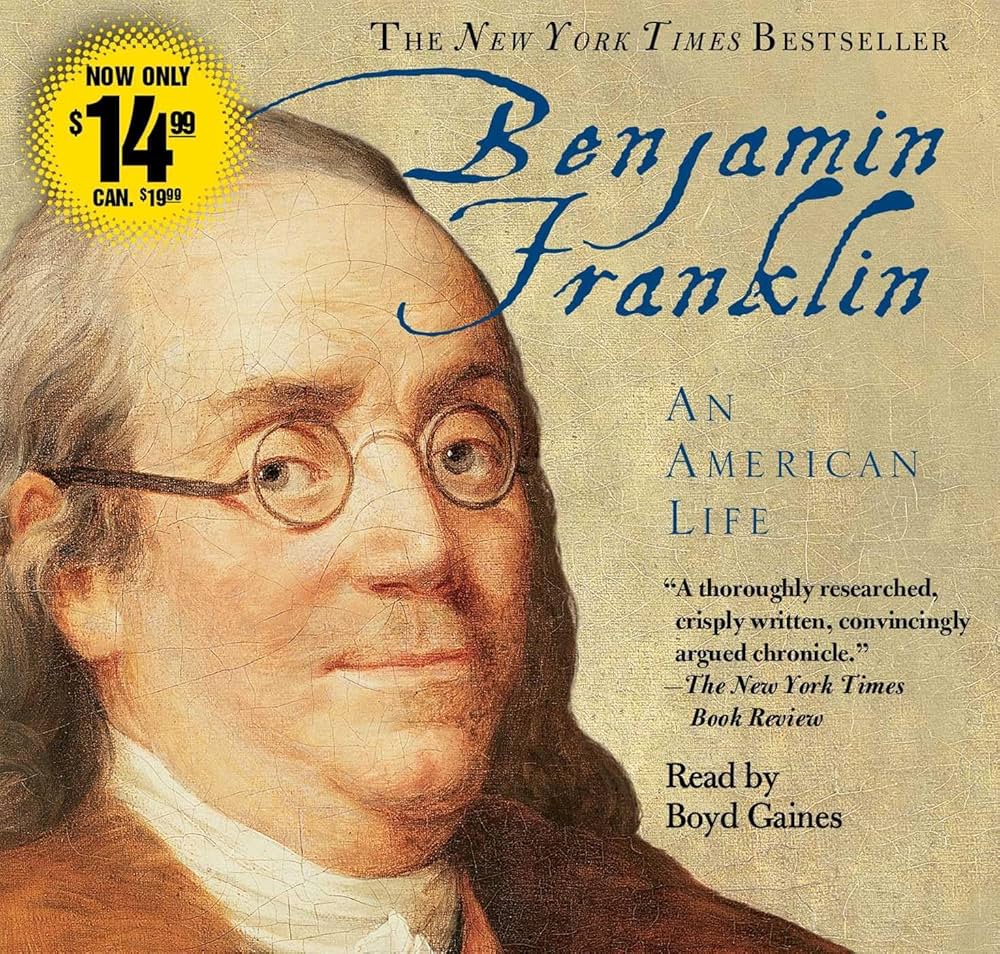 THE NEW YORK TIMES BESTSELLER
NOW ONLY
$14.99
CAN. $19.99
Benjamin
Franklin
AN
AMERICAN
LIFE
“A thoroughly researched,
crisply written, convincingly
argued chronicle.”
—The New York Times
Book Review
Read by
Boyd Gaines